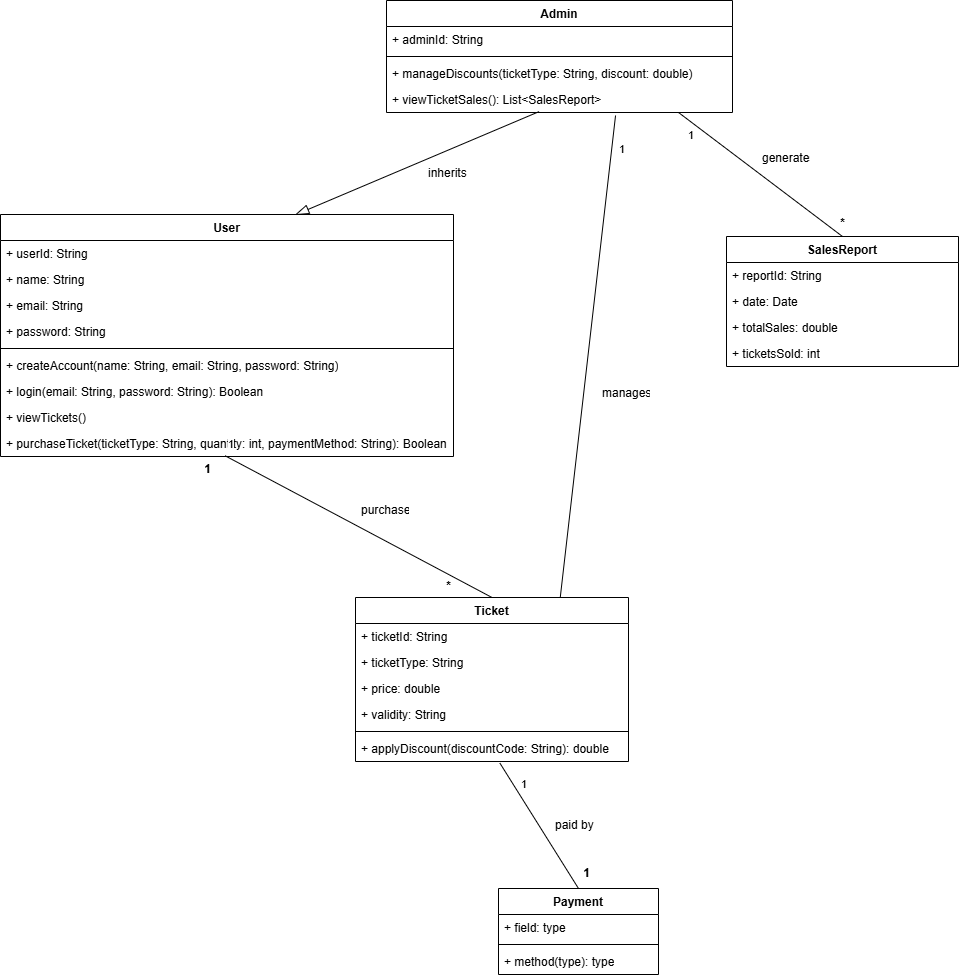 Admin
+ adminId: String
+ manageDiscounts(ticketType: String, discount: double)
+ viewTicketSales(): List<SalesReport>
1
1
generate
inherits
*
User
+ userId: String
+ name: String
+ email: String
+ password: String
+ createAccount(name: String, email: String, password: String)
+ login(email: String, password: String): Boolean
+ viewTickets()
+ purchaseTicket(ticketType: String, quantity: int, paymentMethod: String): Boolean
SalesReport
+ reportId: String
+ date: Date
+ totalSales: double
+ ticketsSold: int
manages
1
purchase
*
Ticket
+ ticketId: String
+ ticketType: String
+ price: double
+ validity: String
+ applyDiscount(discountCode: String): double
1
paid by
1
Payment
+ field: type
+ method(type): type